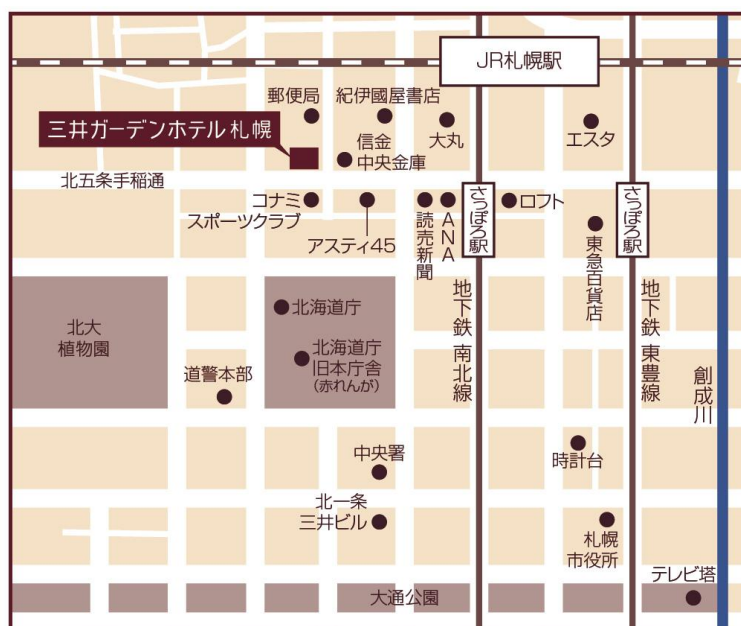 JR札幌駅
郵便局
紀伊國屋書店
大丸
エスタ
三井ガーデンホテル札幌
信金
中央金庫
北五条手稲通
コナミ
スポーツクラブ
アスティ45
読売新聞
ANA
さっぽろ駅
ロフト
さっぽろ駅
東急百貨店
北大
植物園
北海道庁
北海道庁
旧本庁舎
(赤れんが)
道警本部
地下鉄 南北線
地下鉄 東豊線
創成川
中央署
時計台
北一条
三井ビル
札幌
市役所
テレビ塔
大通公園